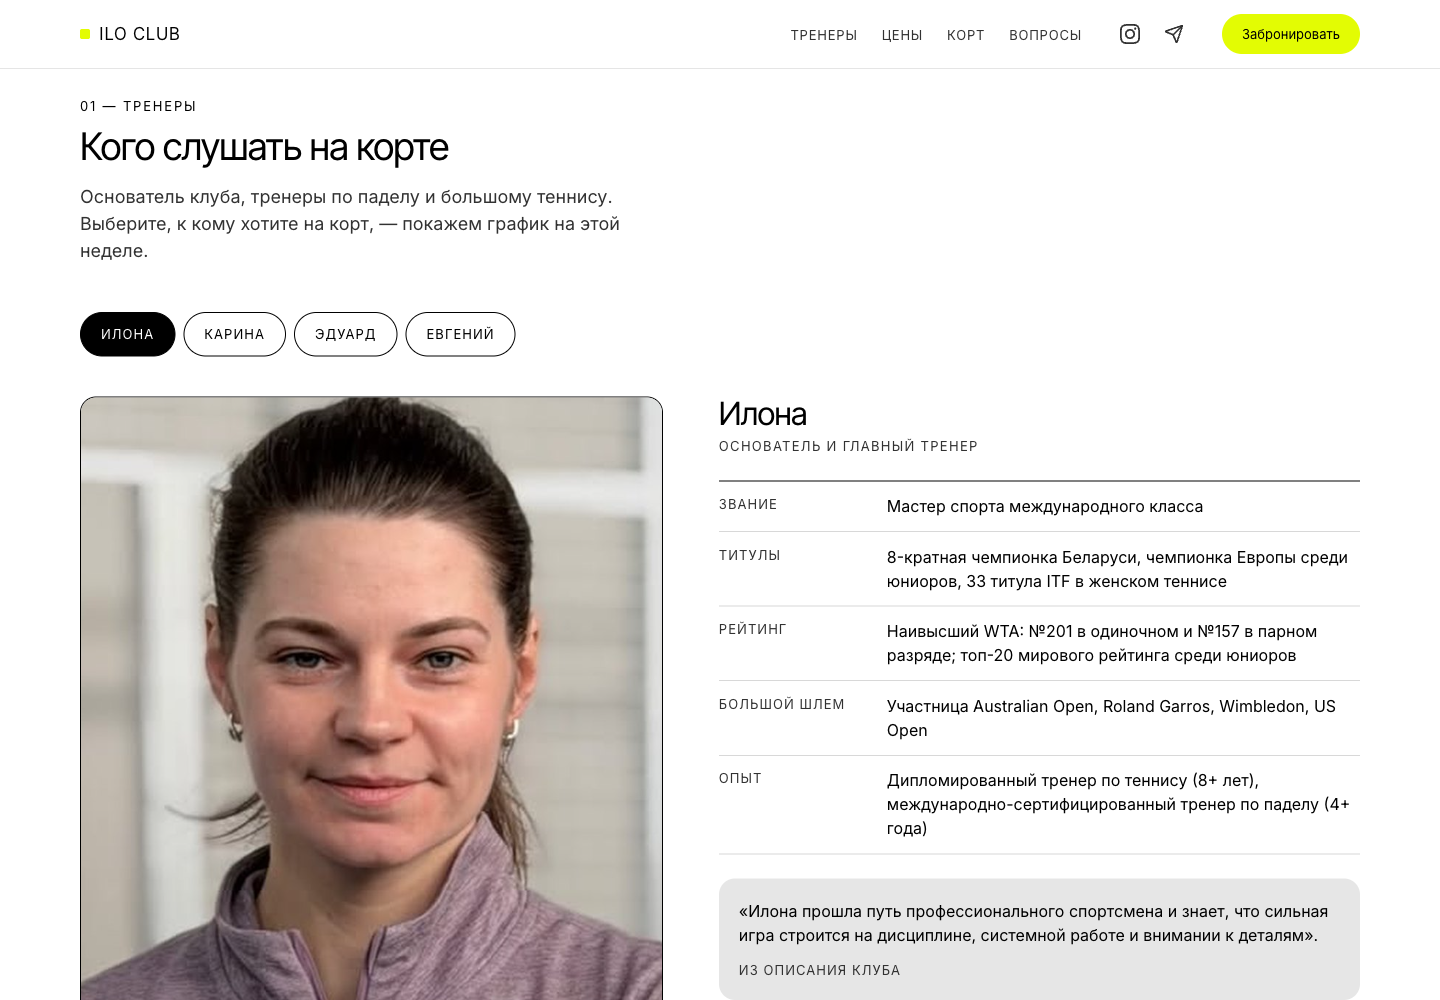 ILO CLUB
ТРЕНЕРЫ ЦЕНЫ КОРТ ВОПРОСЫ
Забронировать
01 — ТРЕНЕРЫ
Кого слушать на корте
Основатель клуба, тренеры по паделу и большому теннису.
Выберите, к кому хотите на корт, — покажем график на этой
неделе.
ИЛОНА КАРИНА ЭДУАРД ЕВГЕНИЙ
Илона
ОСНОВАТЕЛЬ И ГЛАВНЫЙ ТРЕНЕР
ЗВАНИЕ
Мастер спорта международного класса
ТИТУЛЫ
8-кратная чемпионка Беларуси, чемпионка Европы среди
юниоров, 33 титула ITF в женском теннисе
РЕЙТИНГ
Наивысший WTA: №201 в одиночном и №157 в парном
разряде; топ-20 мирового рейтинга среди юниоров
БОЛЬШОЙ ШЛЕМ
Участница Australian Open, Roland Garros, Wimbledon, US
Open
ОПЫТ
Дипломированный тренер по теннису (8+ лет),
международно-сертифицированный тренер по паделу (4+
года)
«Илона прошла путь профессионального спортсмена и знает, что сильная
игра строится на дисциплине, системной работе и внимании к деталям».
ИЗ ОПИСАНИЯ КЛУБА